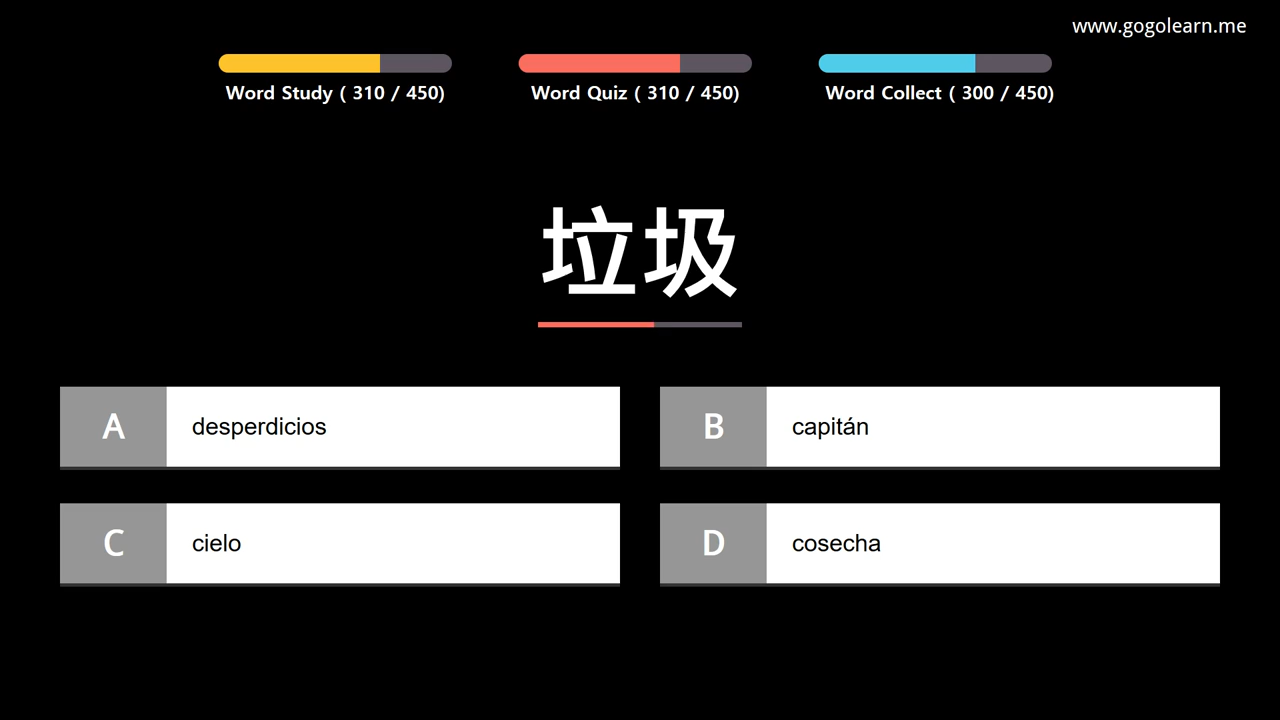 www.gogolearn.me
Word Study ( 310 / 450)
Word Quiz ( 310 / 450)
Word Collect ( 300 / 450)
垃圾
A desperdicios
B capitán
C cielo
D cosecha